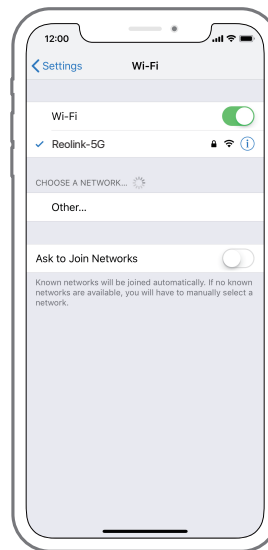 12:00
Settings
Wi-Fi
Wi-Fi
Reolink-5G
CHOOSE A NETWORK...
Other...
Ask to Join Networks
Known networks will be joined automatically. If no known
networks are available, you will have to manually select a
network.